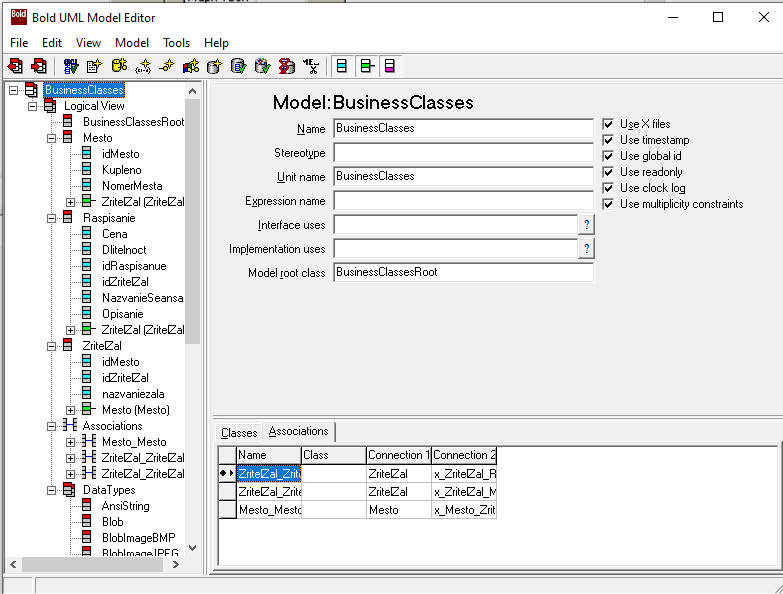 Bold Bold UML Model Editor
File Edit View Model Tools Help
BusinessClasses
Logical View
BusinessClassesRoot
Mesto
idMesto
Kupleno
NomerMesta
ZritelZal (ZritelZal
Raspisanie
Cena
Dlitelnoct
idRaspisanue
idZritelZal
NazvanieSeansa
Opisanie
ZritelZal (ZritelZal
ZritelZal
idMesto
idZritelZal
nazvaniezala
Mesto (Mesto)
Associations
Mesto_Mesto
ZritelZal_ZritelZal
ZritelZal_ZritelZal
DataTypes
AnsiString
Blob
BlobImageBMP
BlobImageJPEG
Model:BusinessClasses
Name BusinessClasses
Stereotype
Unit name BusinessClasses
Expression name
Interface uses ?
Implementation uses ?
Model root class BusinessClassesRoot
Use X files
Use timestamp
Use global id
Use readonly
Use clock log
Use multiplicity constraints
Classes Associations
Name Class Connection 1 Connection 2
ZritelZal_Zrit ZritelZal x_ZritelZal_R
ZritelZal_Zrite ZritelZal x_ZritelZal_M
Mesto_Mesto Mesto x_Mesto_Zrit